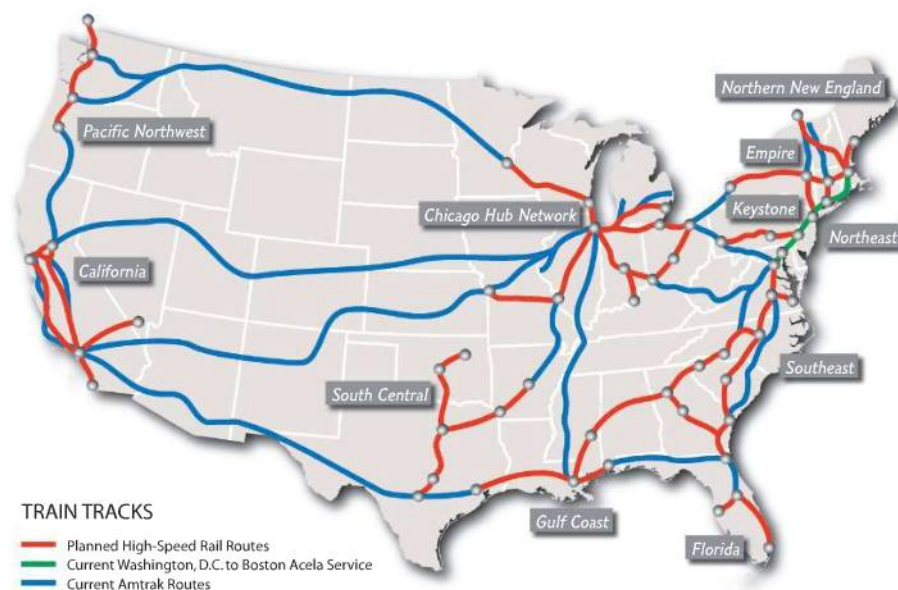 Northern New England
Pacific Northwest
Empire
Chicago Hub Network
Keystone
Northeast
California
South Central
Southeast
Gulf Coast
Florida
TRAIN TRACKS
Planned High-Speed Rail Routes
Current Washington, D.C. to Boston Acela Service
Current Amtrak Routes